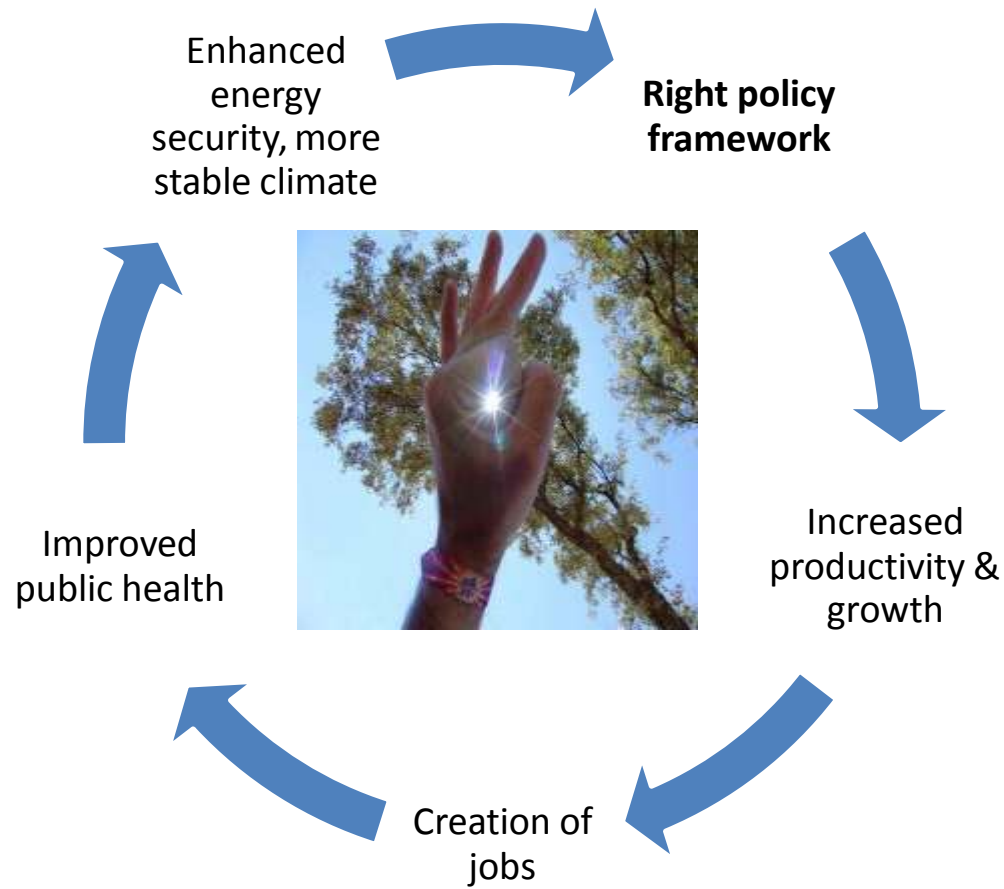 Enhanced
energy
security, more
stable climate
Right policy
framework
Increased
productivity &
growth
Creation of
jobs
Improved
public health